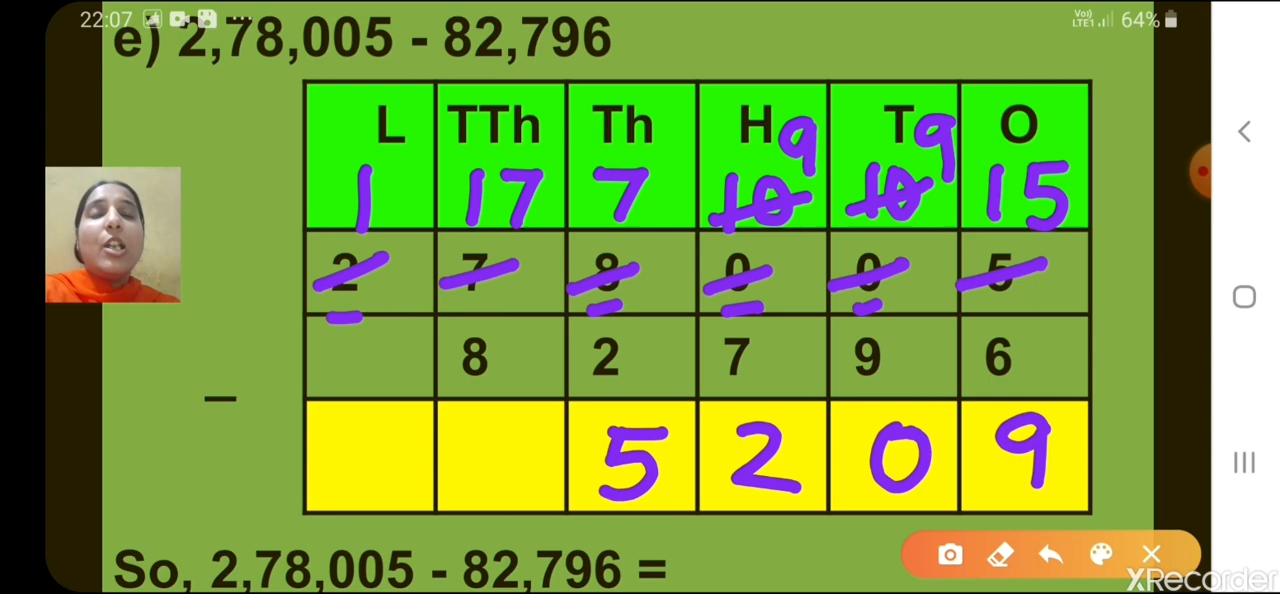 22:07 Vo)) LTE1 64%
e) 2,78,005 - 82,796
L TTh Th H 9 T 9 O
1 17 7 10 10 15
2 7 8 0 0 5
8 2 7 9 6
–
5 2 0 9
So, 2,78,005 - 82,796 =
XRecorder